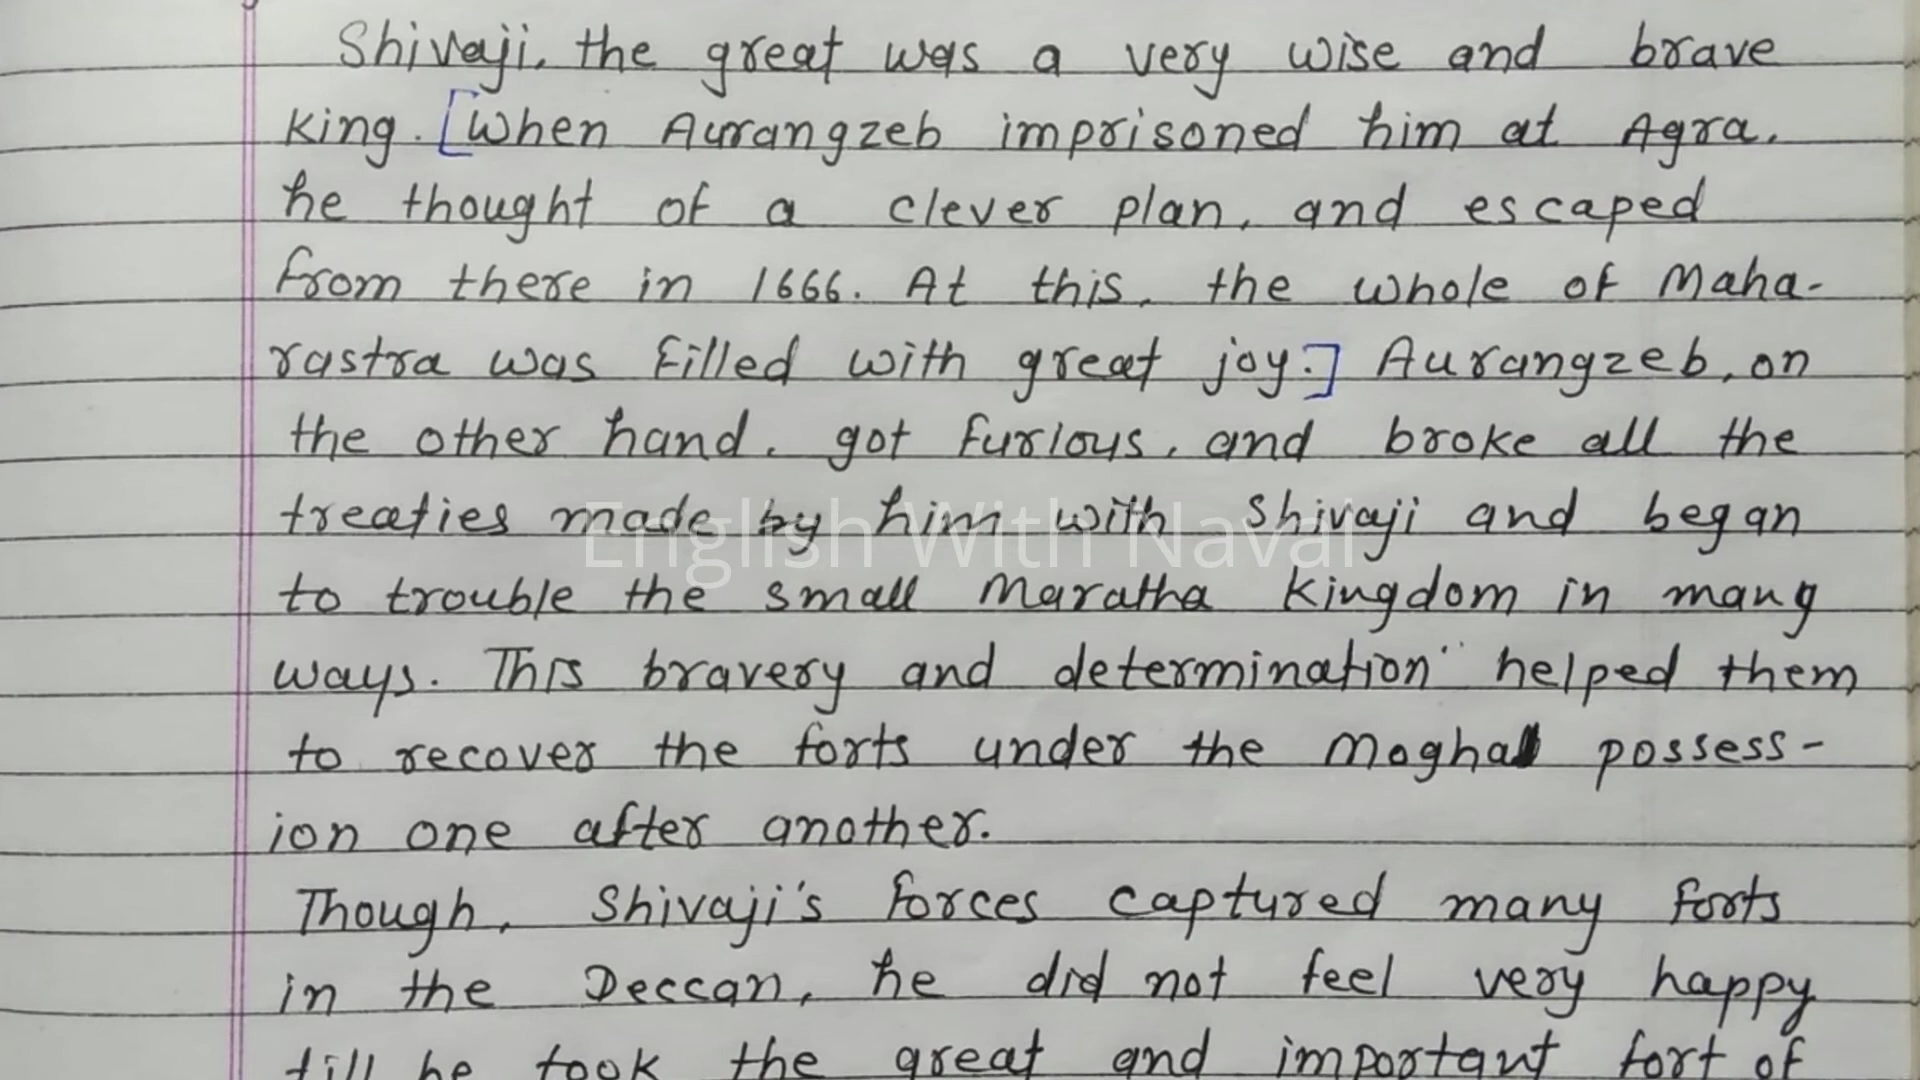 Shivaji, the great was a very wise and brave
King. [When Aurangzeb imprisoned him at Agra,
he thought of a clever plan, and escaped
from there in 1666. At this, the whole of Maha-
rastra was filled with great joy.] Aurangzeb, on
the other hand, got furious, and broke all the
treaties made by him with Shivaji and began
English With Naval
to trouble the small Maratha Kingdom in many
ways. This bravery and determination helped them
to recover the forts under the Moghal possess-
ion one after another.
Though, Shivaji's forces captured many forts
in the Deccan, he did not feel very happy
till he took the great and important fort of